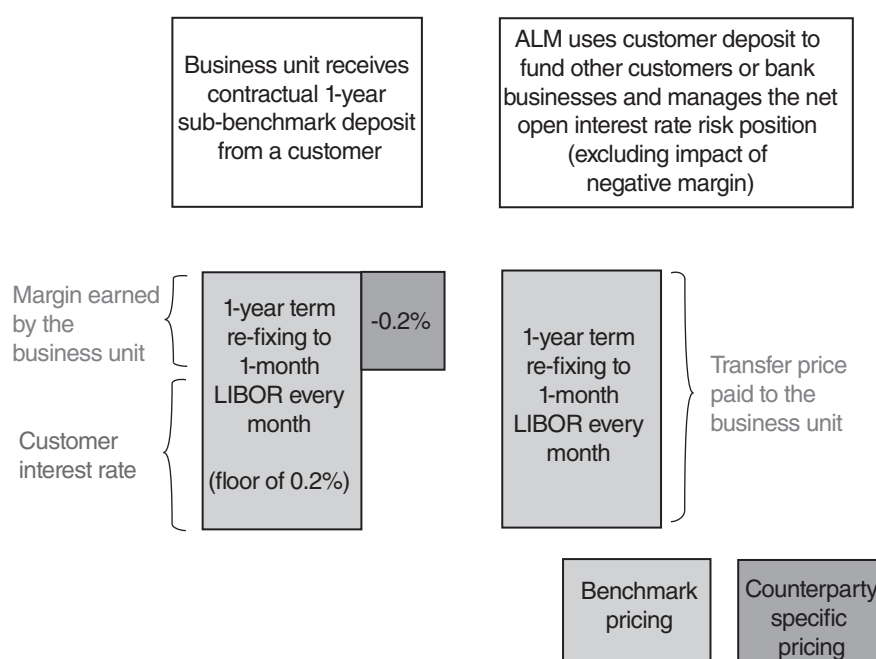 Business unit receives
contractual 1-year
sub-benchmark deposit
from a customer
ALM uses customer deposit to
fund other customers or bank
businesses and manages the net
open interest rate risk position
(excluding impact of
negative margin)
Margin earned
by the
business unit
Customer
interest rate
1-year term
re-fixing to
1-month
LIBOR every
month
(floor of 0.2%)
-0.2%
1-year term
re-fixing to
1-month
LIBOR every
month
Transfer price
paid to the
business unit
Benchmark
pricing
Counterparty
specific
pricing